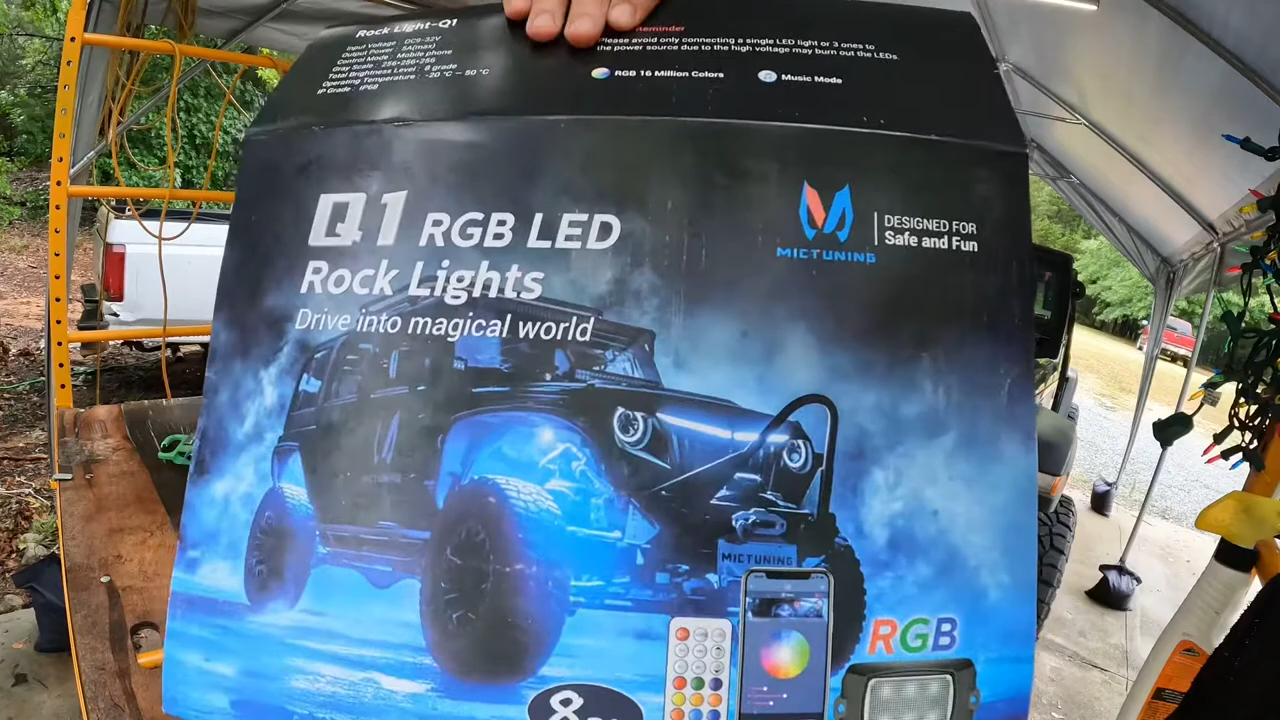 Rock Light-Q1
Input Voltage : DC9-32V
Output Power : 5A(max)
Control Mode : Mobile phone
Gray Scale : 256*256*256
Total Brightness Level : 8 grade
Operating Temperature : -20 °C — 50 °C
IP Grade : IP68
Reminder
Please avoid only connecting a single LED light or 3 ones to
the power source due to the high voltage may burn out the LEDs.
RGB 16 Million Colors
Music Mode
Q1 RGB LED
Rock Lights
Drive into magical world
MICTUNING
DESIGNED FOR
Safe and Fun
MICTUNING
RGB
8